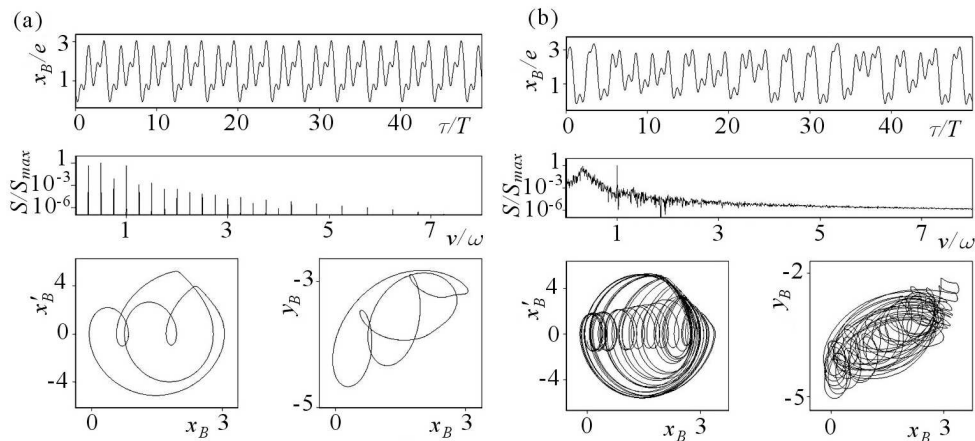 (a)
x_B/e
3
1
0 10 20 30 40 τ/T
S/S_max
1
10^-3
10^-6
1 3 5 7 ν/ω
x'_B
4
0
-4
0 x_B 3
y_B
-3
-5
0 x_B 3
(b)
x_B/e
3
1
0 10 20 30 40 τ/T
S/S_max
1
10^-3
10^-6
1 3 5 7 ν/ω
x'_B
4
0
-4
0 x_B 3
y_B
-2
-5
0 x_B 3